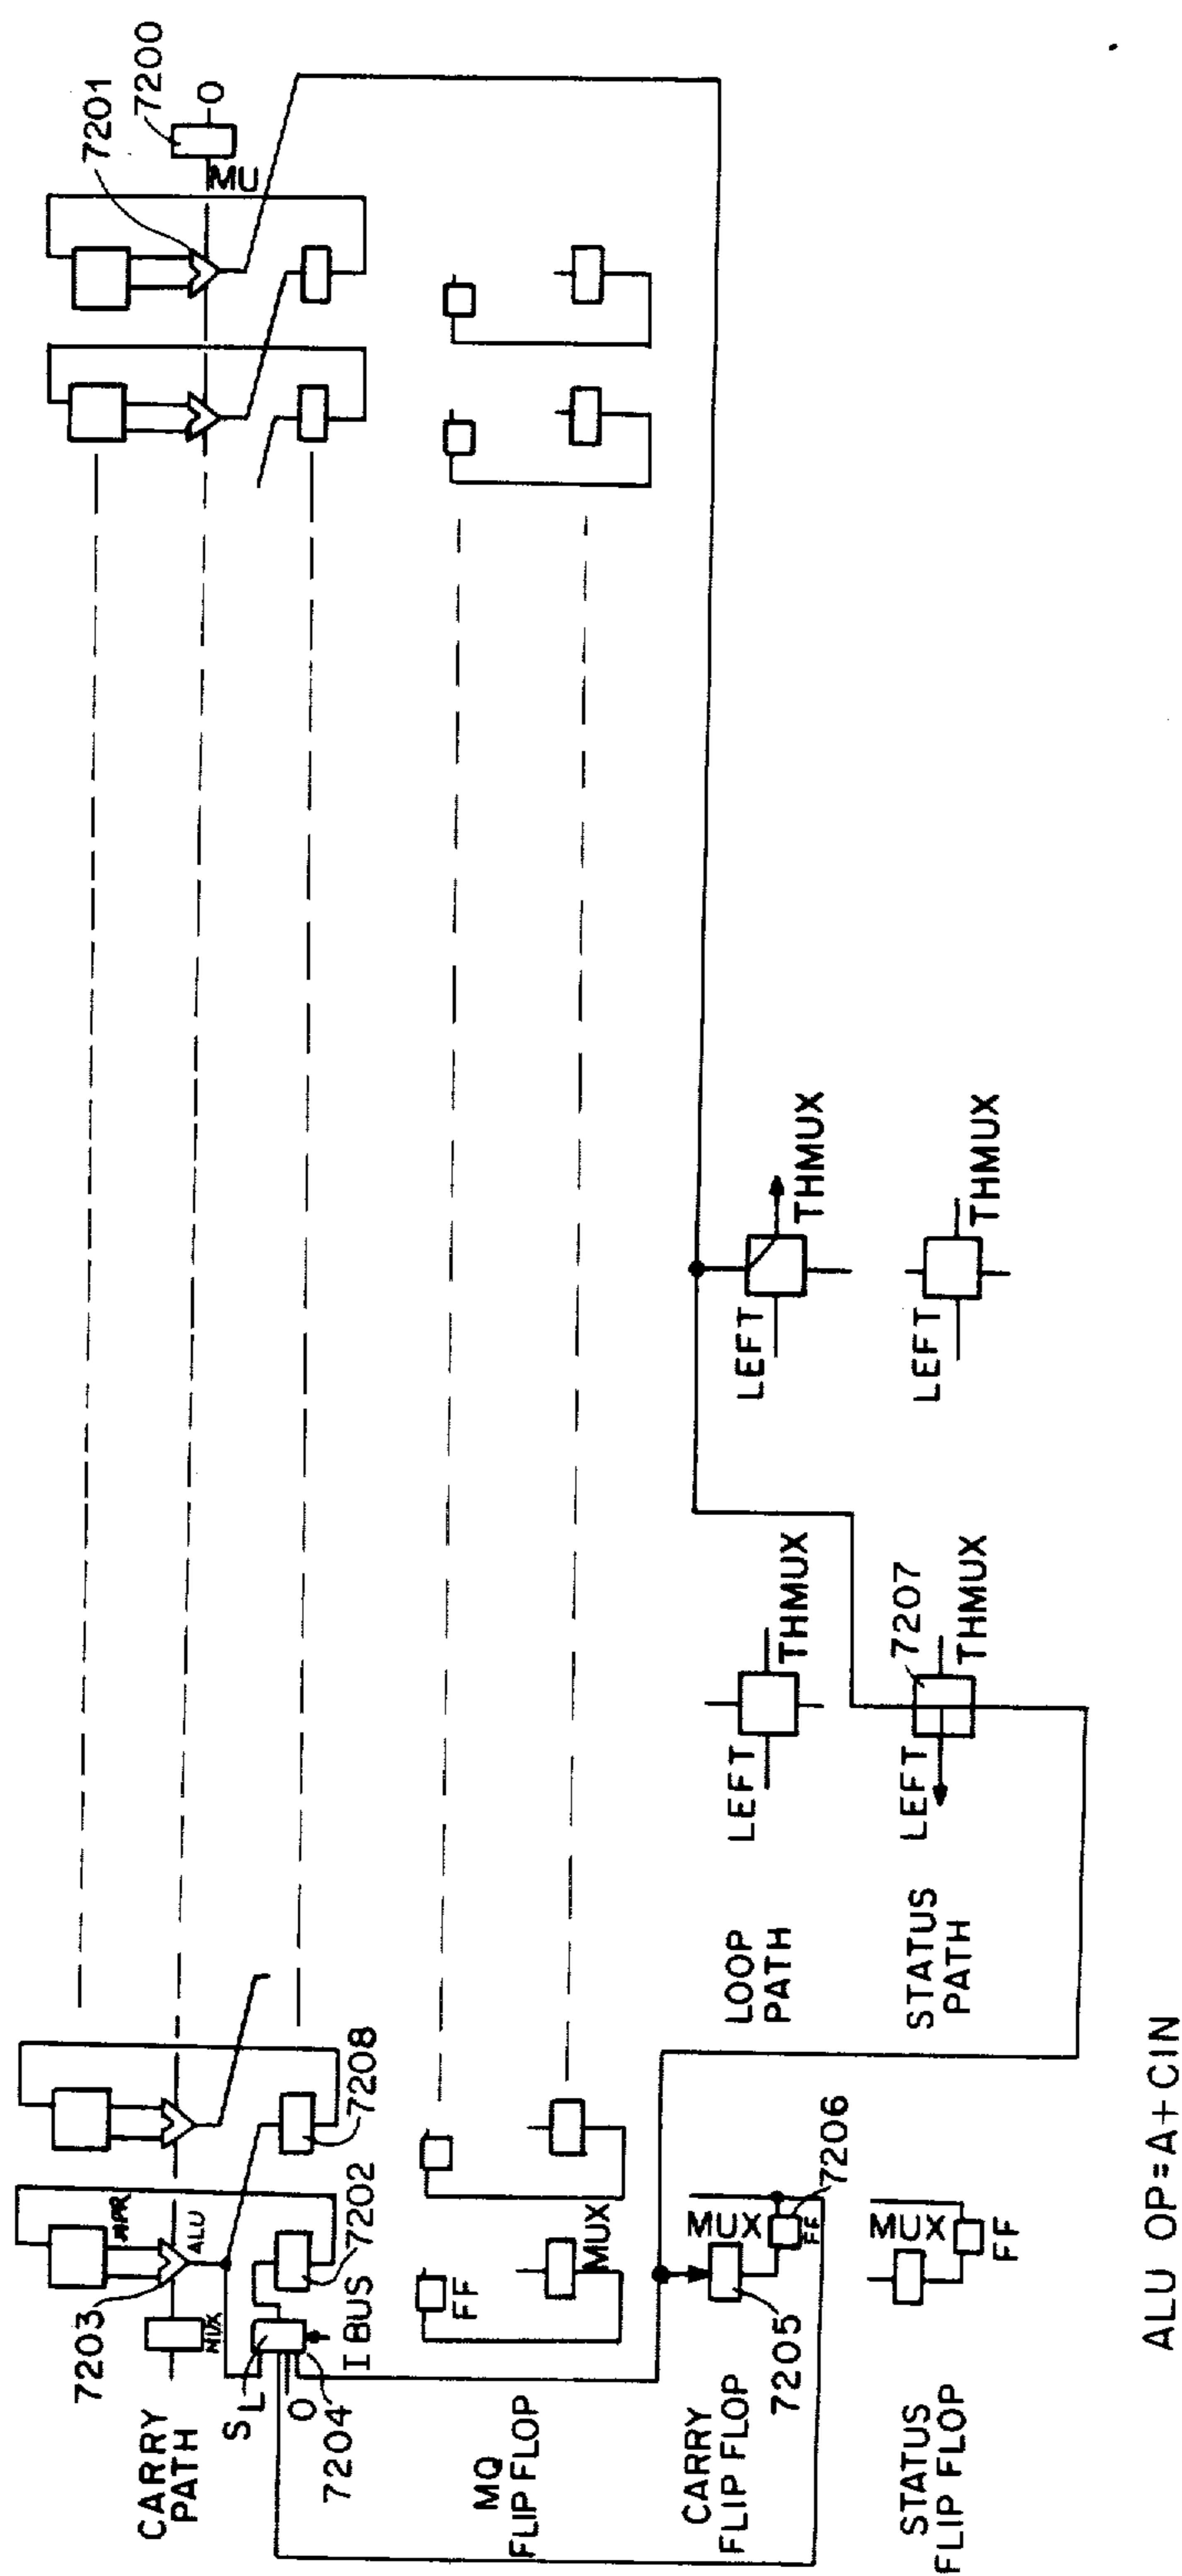 7203
CARRY
PATH
MUX
APR
ALU
S
L
O
7204
I BUS
7202
7208
MU
7201
7200
O
MQ
FLIP FLOP
FF
MUX
CARRY
FLIP FLOP
MUX
7205
FF
7206
STATUS
FLIP FLOP
MUX
FF
LOOP
PATH
LEFT
THMUX
LEFT
THMUX
STATUS
PATH
LEFT
7207
THMUX
LEFT
THMUX
ALU OP=A+CIN